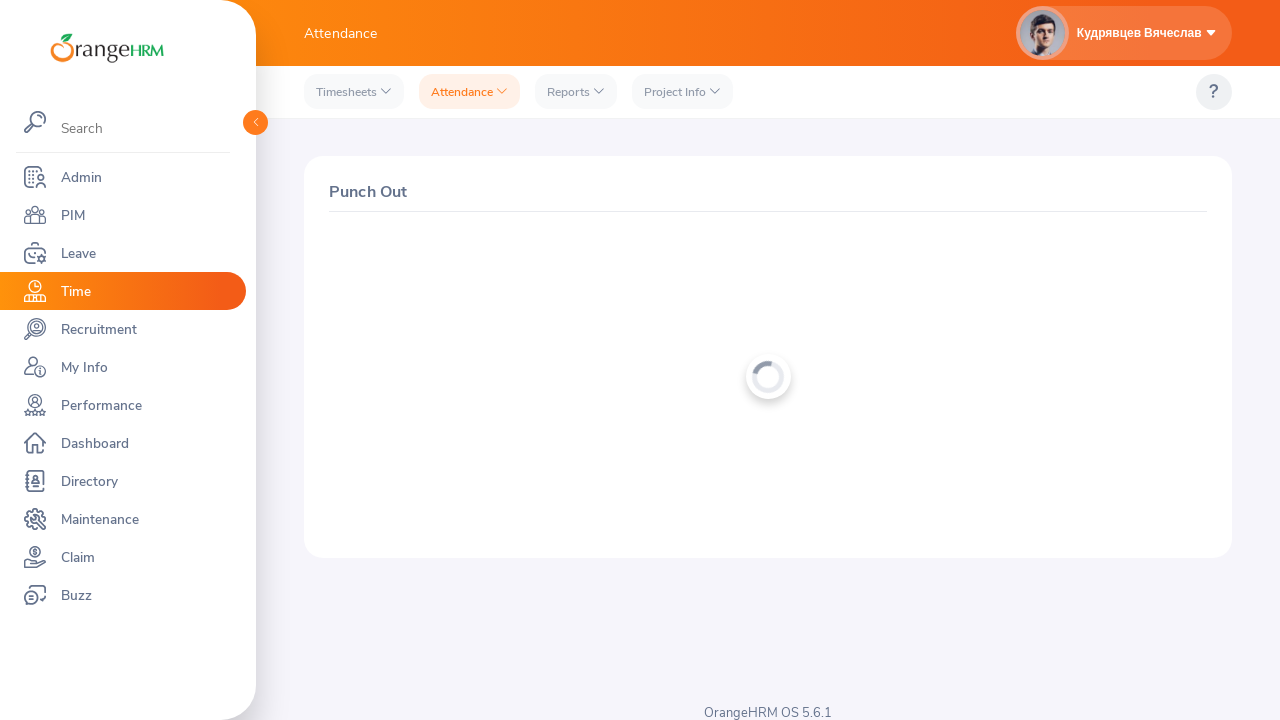 OrangeHRM
Attendance
Кудрявцев Вячеслав
Timesheets
Attendance
Reports
Project Info
?
Search
Admin
PIM
Leave
Time
Recruitment
My Info
Performance
Dashboard
Directory
Maintenance
Claim
Buzz
Punch Out
OrangeHRM OS 5.6.1